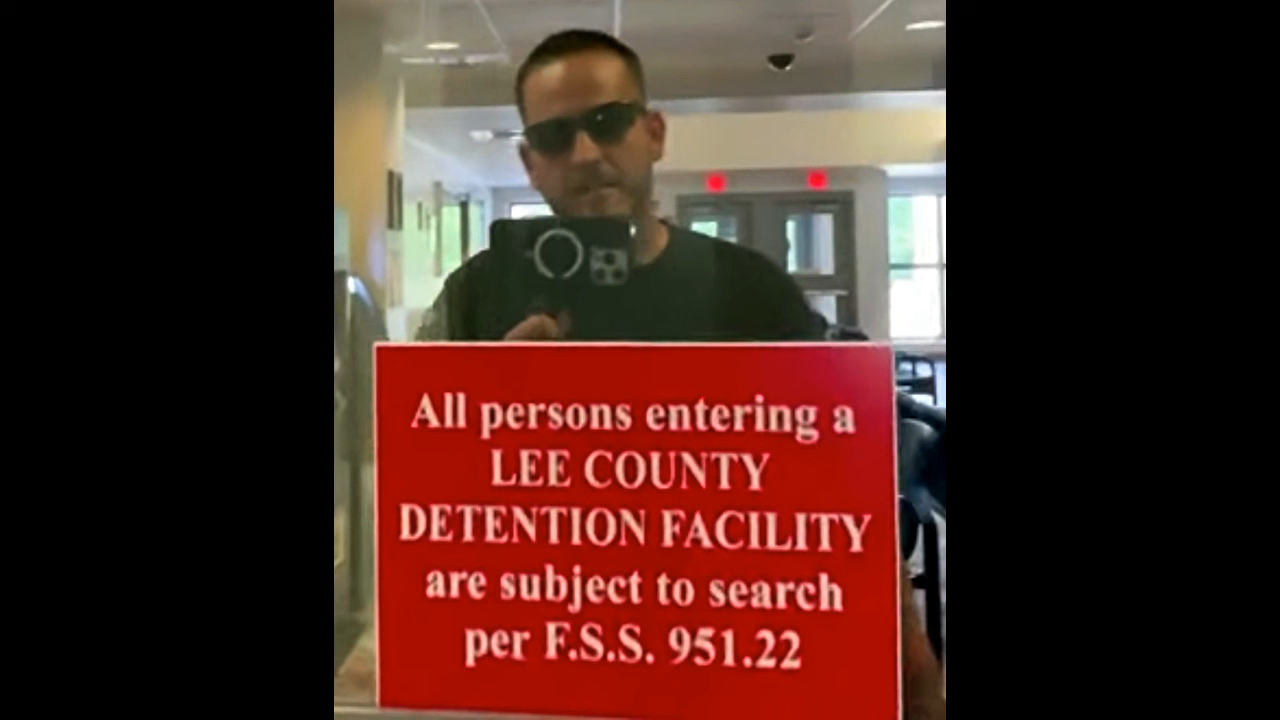 All persons entering a
LEE COUNTY
DETENTION FACILITY
are subject to search
per F.S.S. 951.22